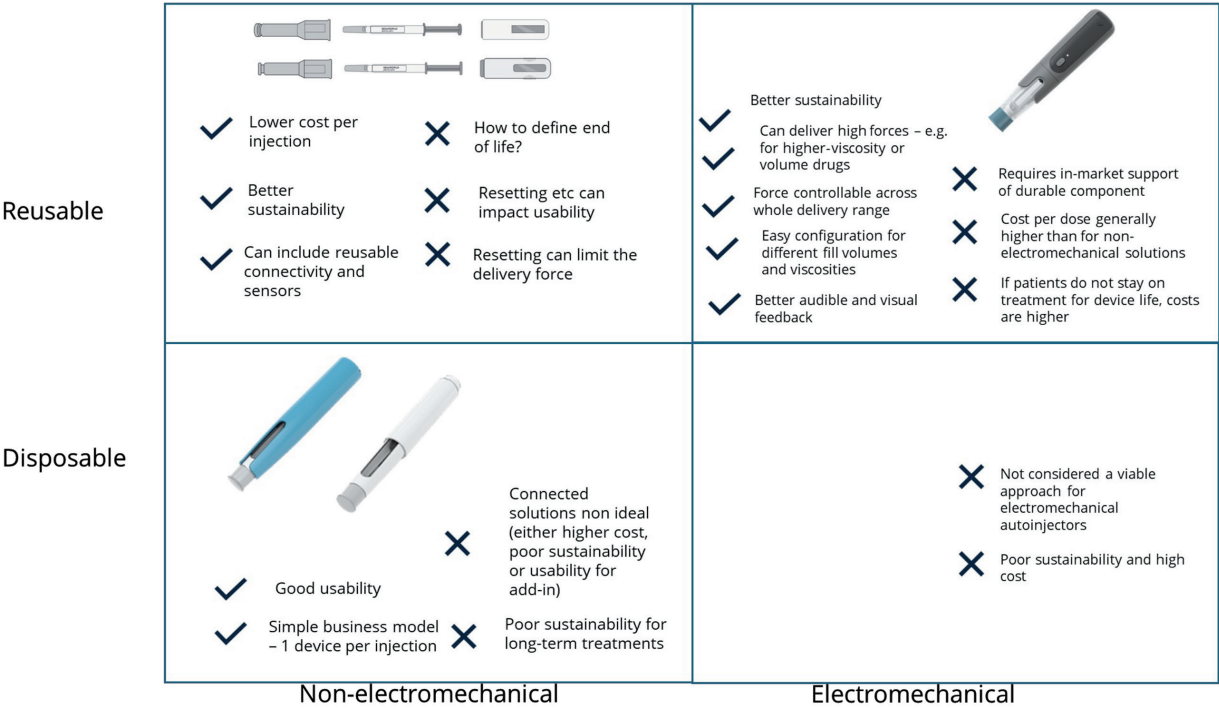 Reusable
Lower cost per
injection
Better
sustainability
Can include reusable
connectivity and
sensors
How to define end
of life?
Resetting etc can
impact usability
Resetting can limit the
delivery force
Better sustainability
Can deliver high forces – e.g.
for higher-viscosity or
volume drugs
Force controllable across
whole delivery range
Easy configuration for
different fill volumes
and viscosities
Better audible and visual
feedback
Requires in-market support
of durable component
Cost per dose generally
higher than for non-
electromechanical solutions
If patients do not stay on
treatment for device life, costs
are higher
Disposable
Good usability
Simple business model
– 1 device per injection
Connected
solutions non ideal
(either higher cost,
poor sustainability
or usability for
add-in)
Poor sustainability for
long-term treatments
Not considered a viable
approach for
electromechanical
autoinjectors
Poor sustainability and high
cost
Non-electromechanical
Electromechanical